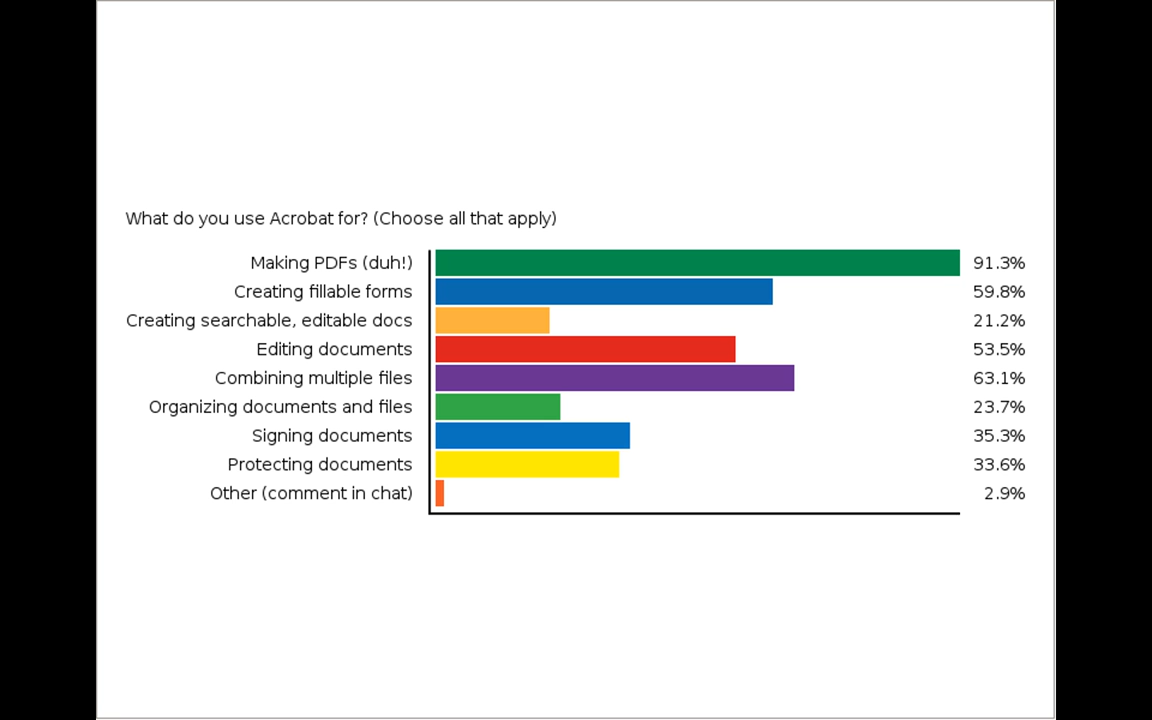 What do you use Acrobat for? (Choose all that apply)
Making PDFs (duh!) 91.3%
Creating fillable forms 59.8%
Creating searchable, editable docs 21.2%
Editing documents 53.5%
Combining multiple files 63.1%
Organizing documents and files 23.7%
Signing documents 35.3%
Protecting documents 33.6%
Other (comment in chat) 2.9%